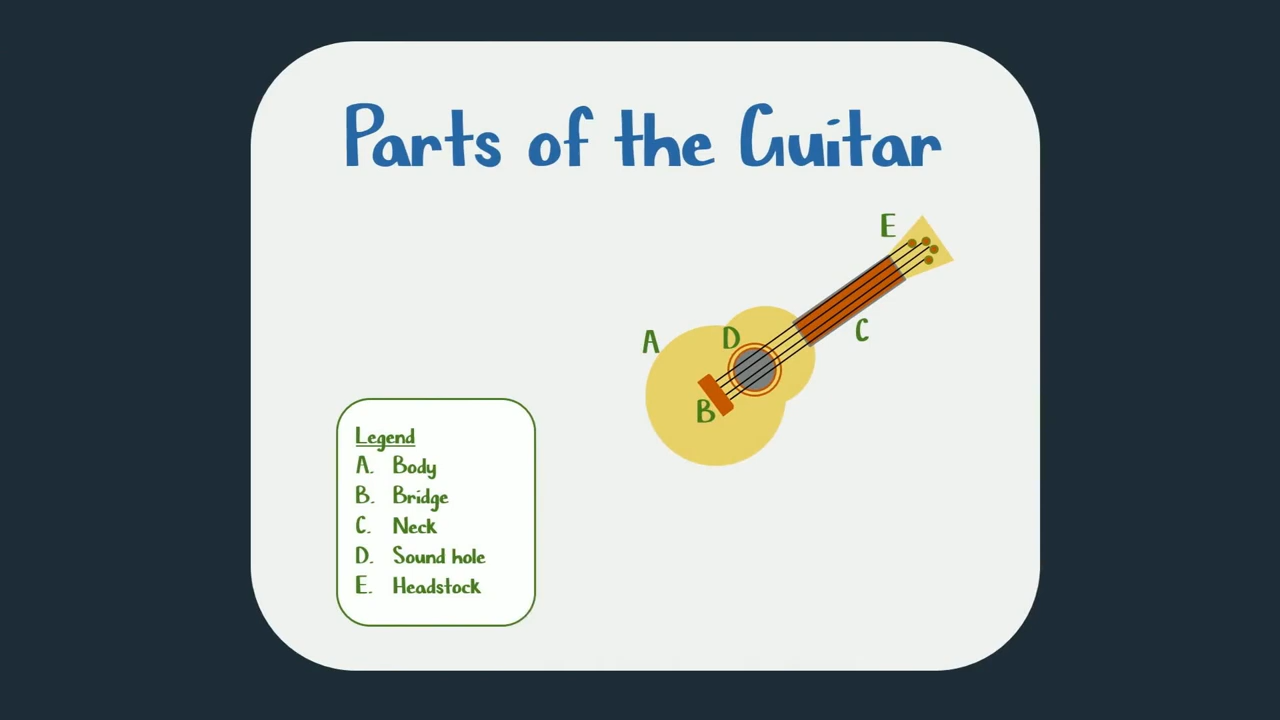 Parts of the Guitar
E
A
D
C
B
Legend
A. Body
B. Bridge
C. Neck
D. Sound hole
E. Headstock